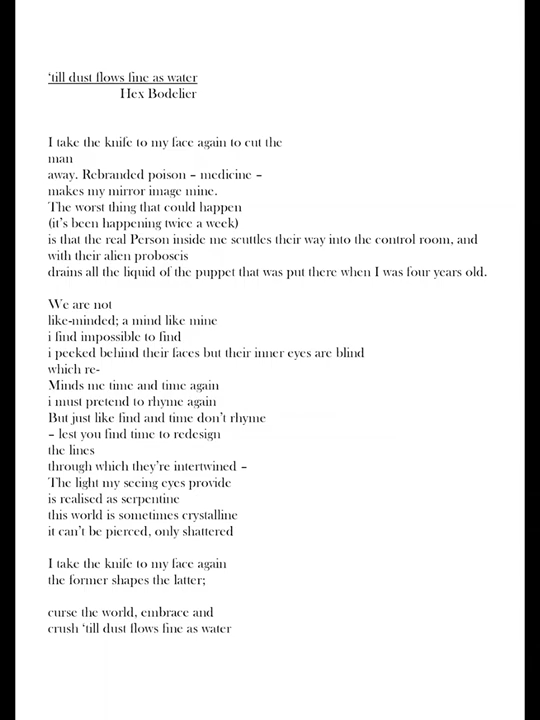 ‘till dust flows fine as water
Hex Bodelier
I take the knife to my face again to cut the
man
away. Rebranded poison – medicine –
makes my mirror image mine.
The worst thing that could happen
(it’s been happening twice a week)
is that the real Person inside me scuttles their way into the control room, and
with their alien proboscis
drains all the liquid of the puppet that was put there when I was four years old.
We are not
like-minded; a mind like mine
i find impossible to find
i peeked behind their faces but their inner eyes are blind
which re-
Minds me time and time again
i must pretend to rhyme again
But just like find and time don’t rhyme
– lest you find time to redesign
the lines
through which they’re intertwined –
The light my seeing eyes provide
is realised as serpentine
this world is sometimes crystalline
it can’t be pierced, only shattered
I take the knife to my face again
the former shapes the latter;
curse the world, embrace and
crush ‘till dust flows fine as water